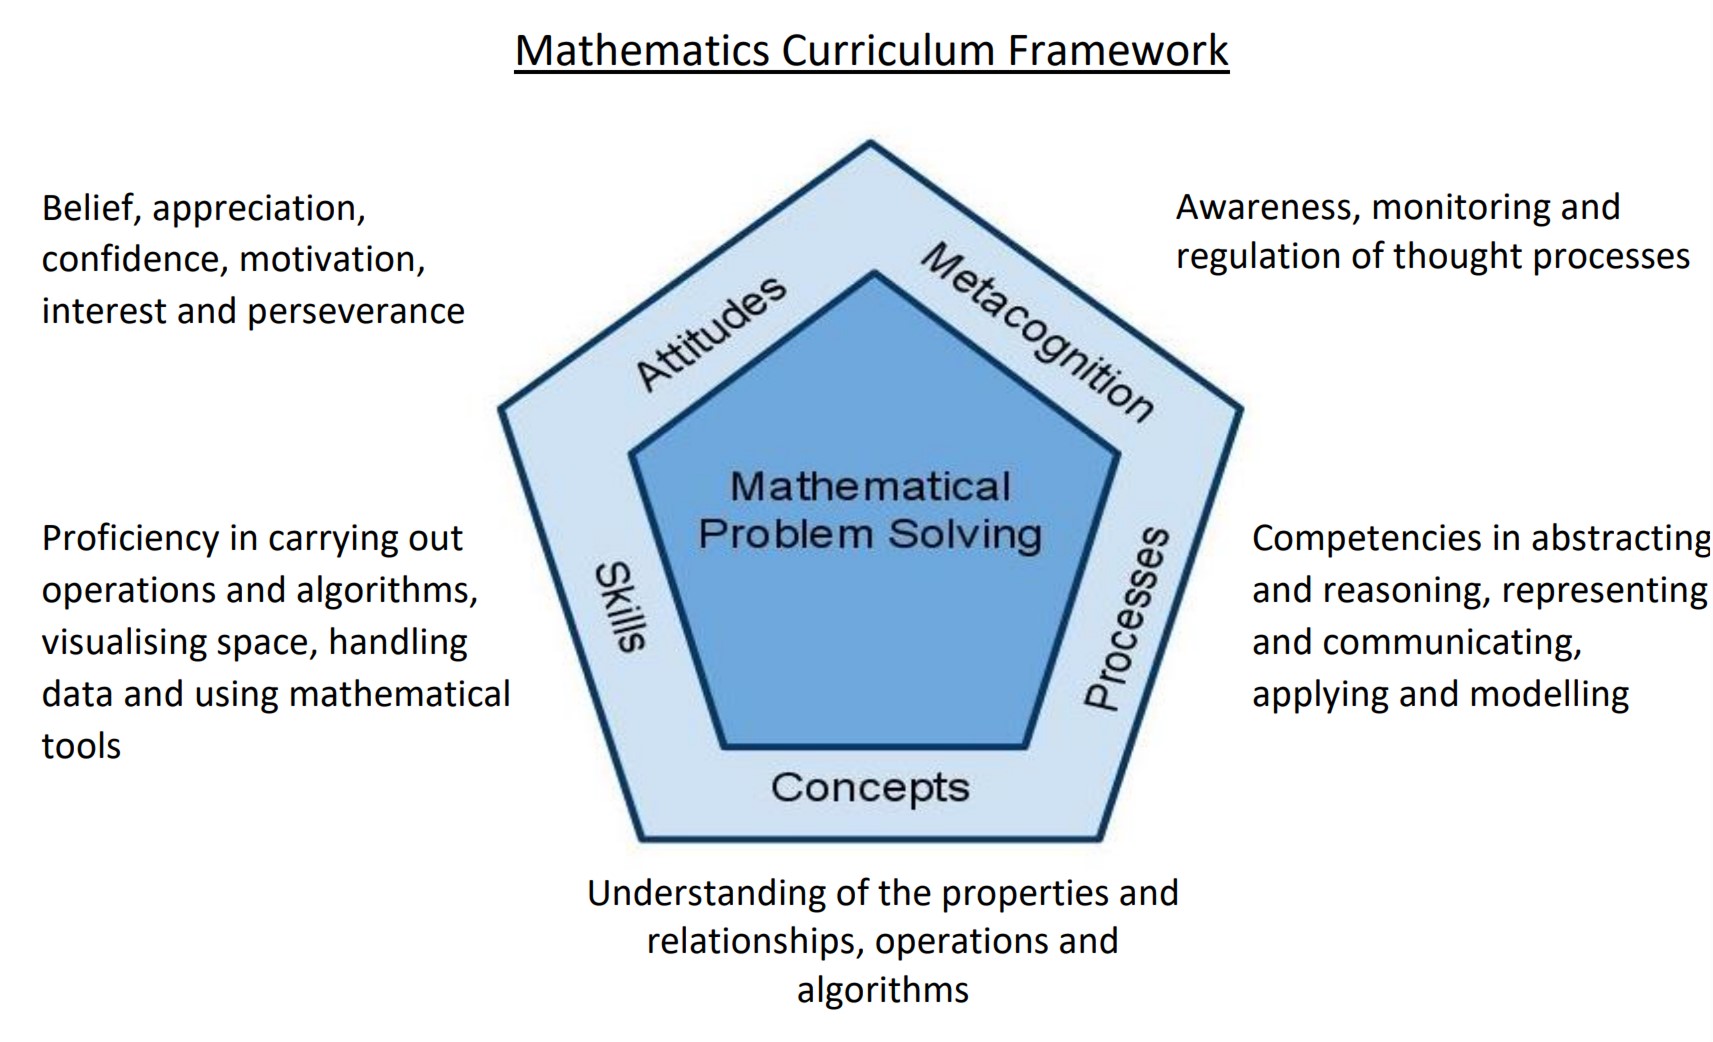 Mathematics Curriculum Framework
Belief, appreciation,
confidence, motivation,
interest and perseverance
Awareness, monitoring and
regulation of thought processes
Attitudes
Metacognition
Mathematical
Problem Solving
Skills
Processes
Concepts
Proficiency in carrying out
operations and algorithms,
visualising space, handling
data and using mathematical
tools
Competencies in abstracting
and reasoning, representing
and communicating,
applying and modelling
Understanding of the properties and
relationships, operations and
algorithms